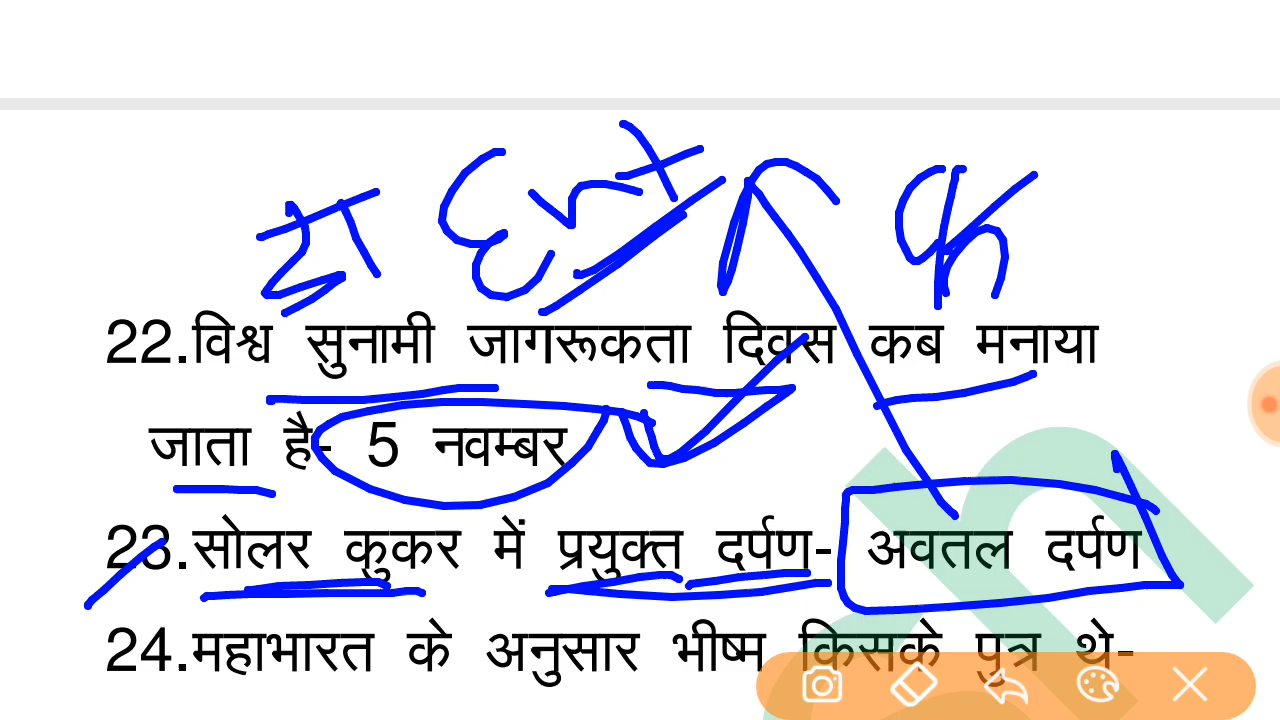 22.विश्व सुनामी जागरूकता दिवस कब मनाया
जाता है- 5 नवम्बर
23.सोलर कुकर में प्रयुक्त दर्पण- अवतल दर्पण
24.महाभारत के अनुसार भीष्म किसके पुत्र थे-